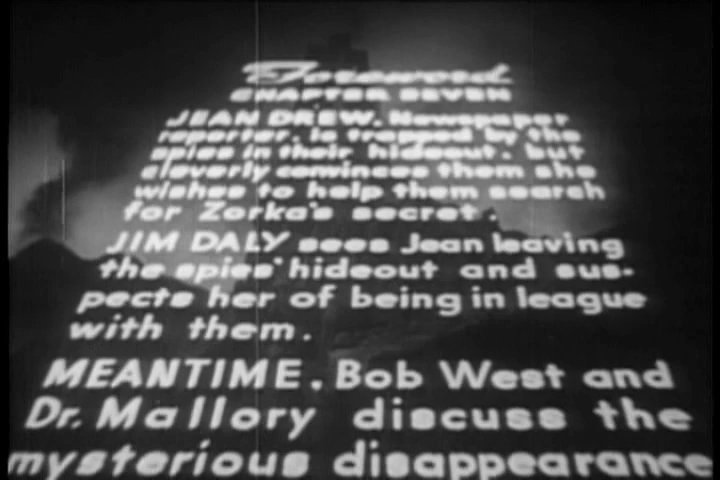 Foreword
CHAPTER SEVEN
JEAN DREW, Newspaper
reporter, is trapped by the
spies in their hideout, but
cleverly convinces them she
wishes to help them search
for Zorka's secret.
JIM DALY sees Jean leaving
the spies' hideout and sus-
pects her of being in league
with them.
MEANTIME, Bob West and
Dr. Mallory discuss the
mysterious disappearance